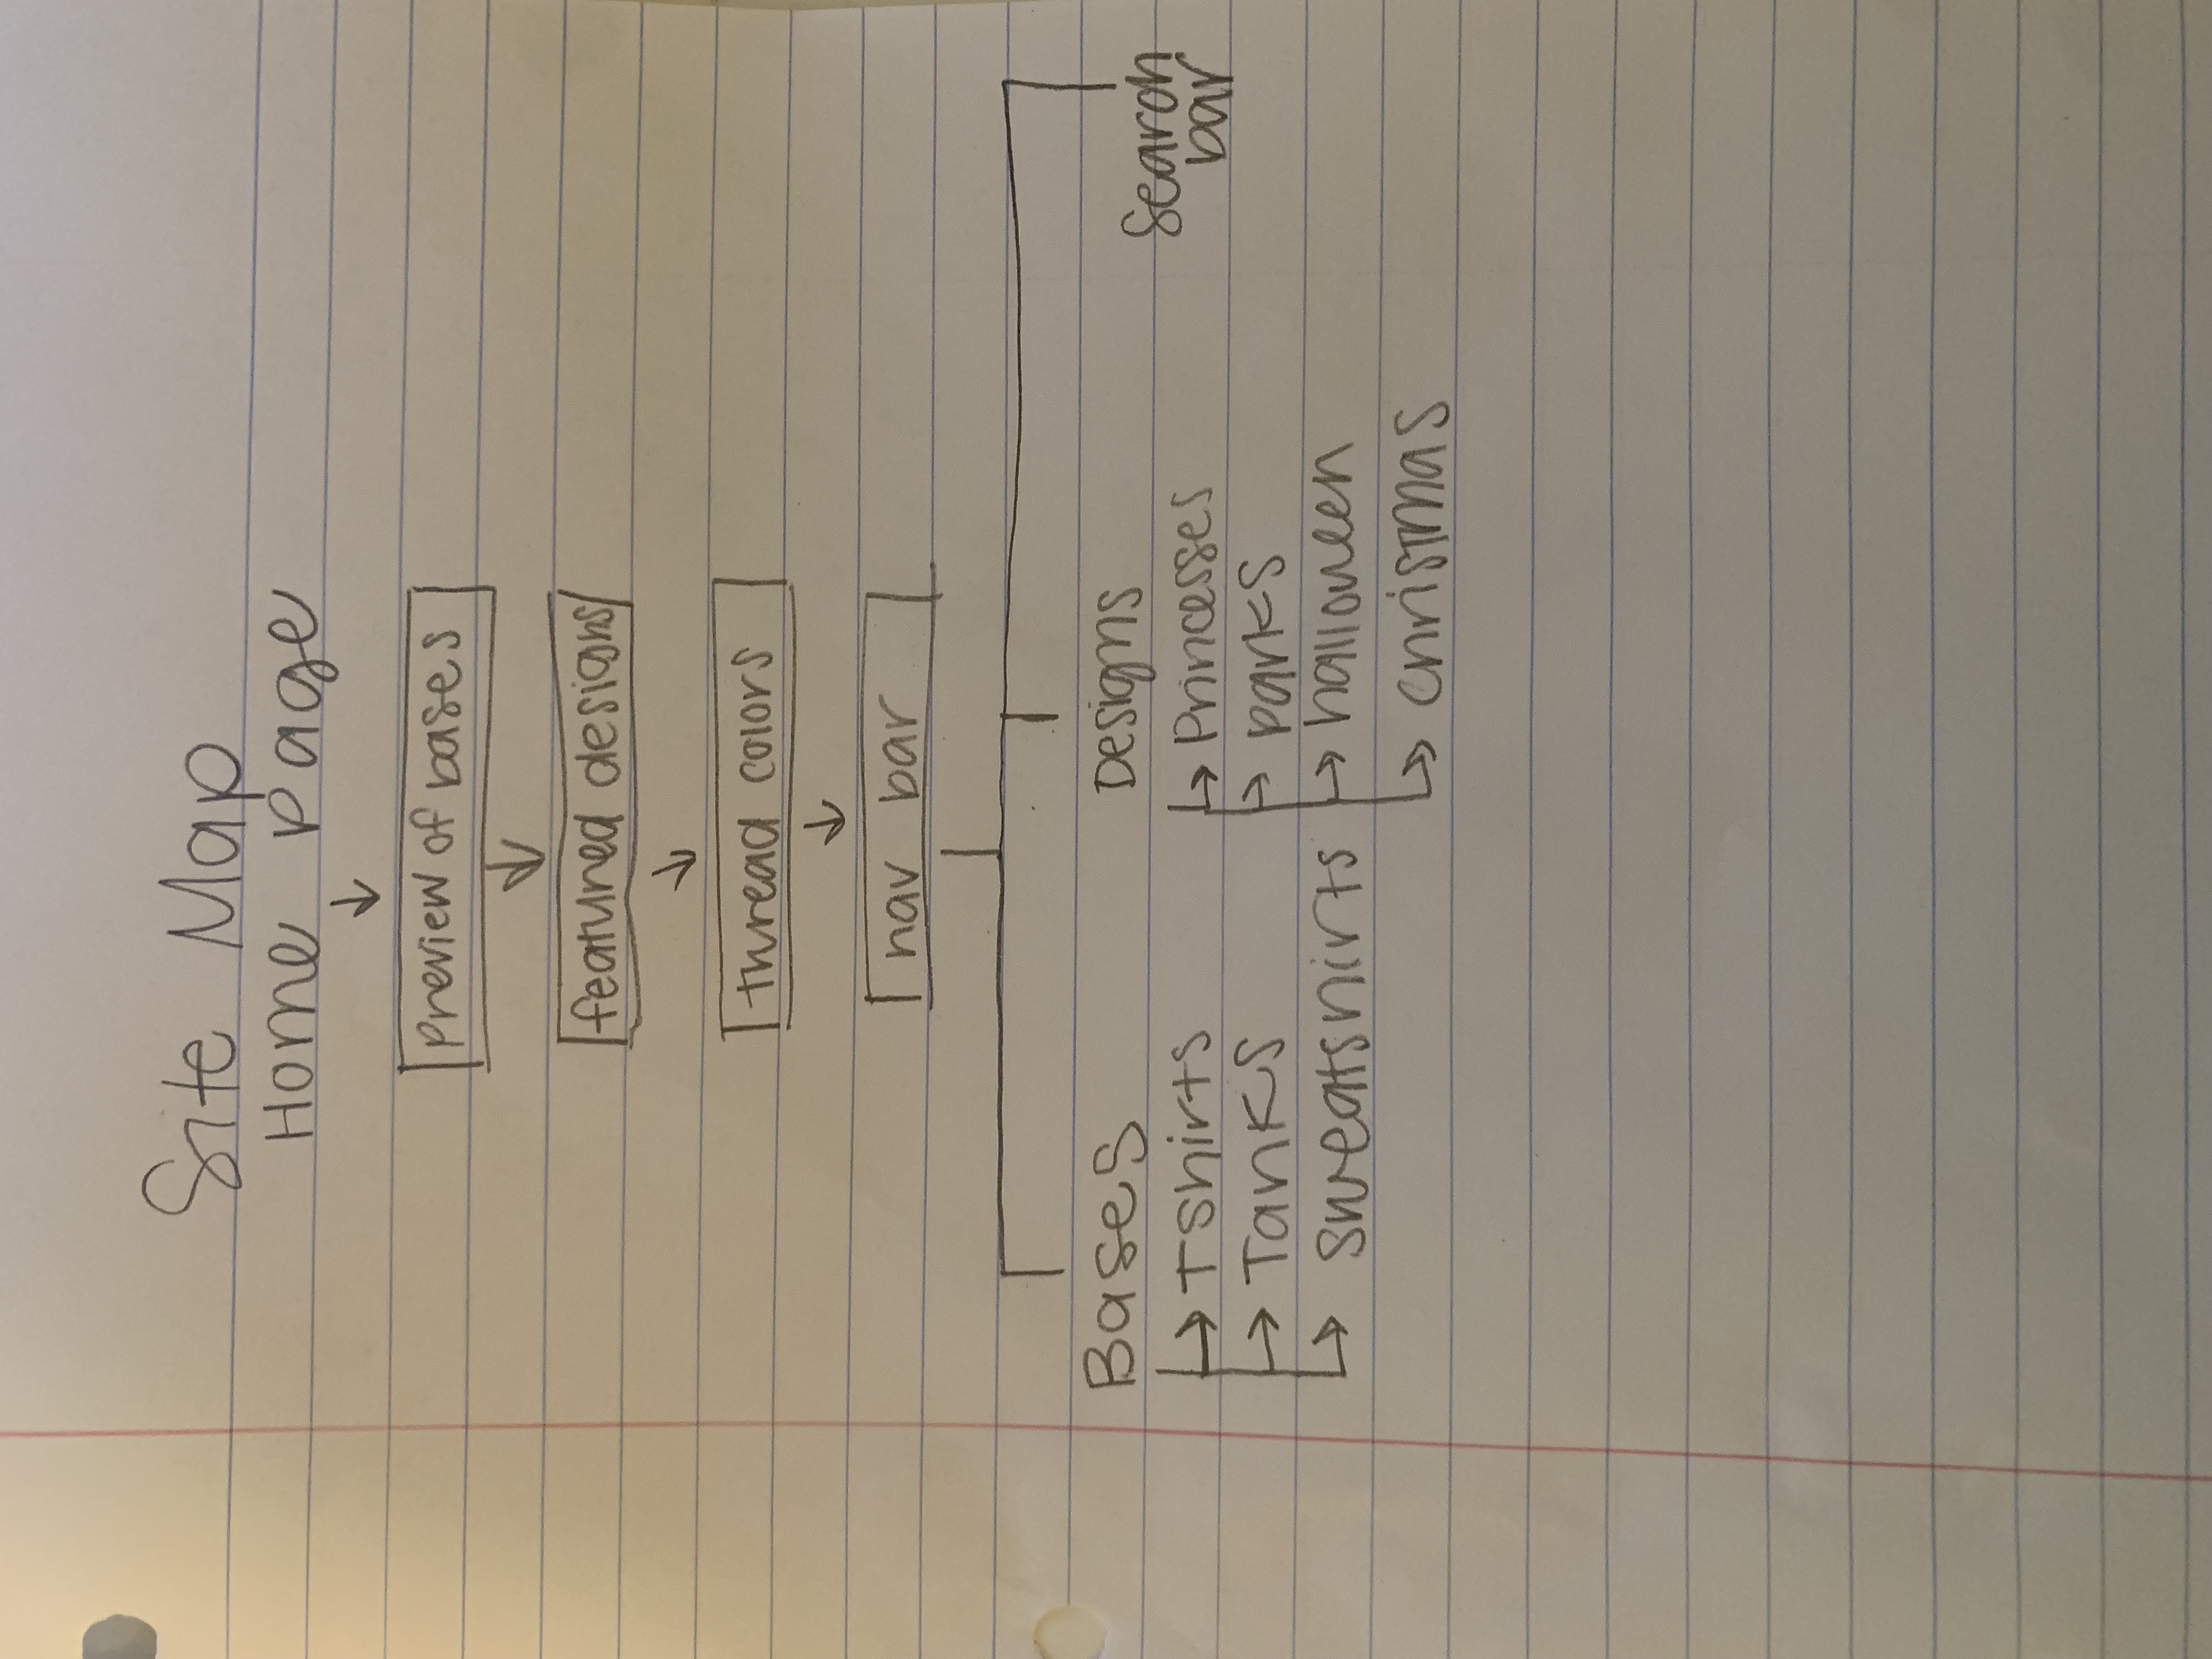 Site Map
Home page
preview of bases
featured designs
thread colors
nav bar
Bases
Tshirts
Tanks
sweatshirts
Designs
Princesses
parks
halloween
christmas
search
bar